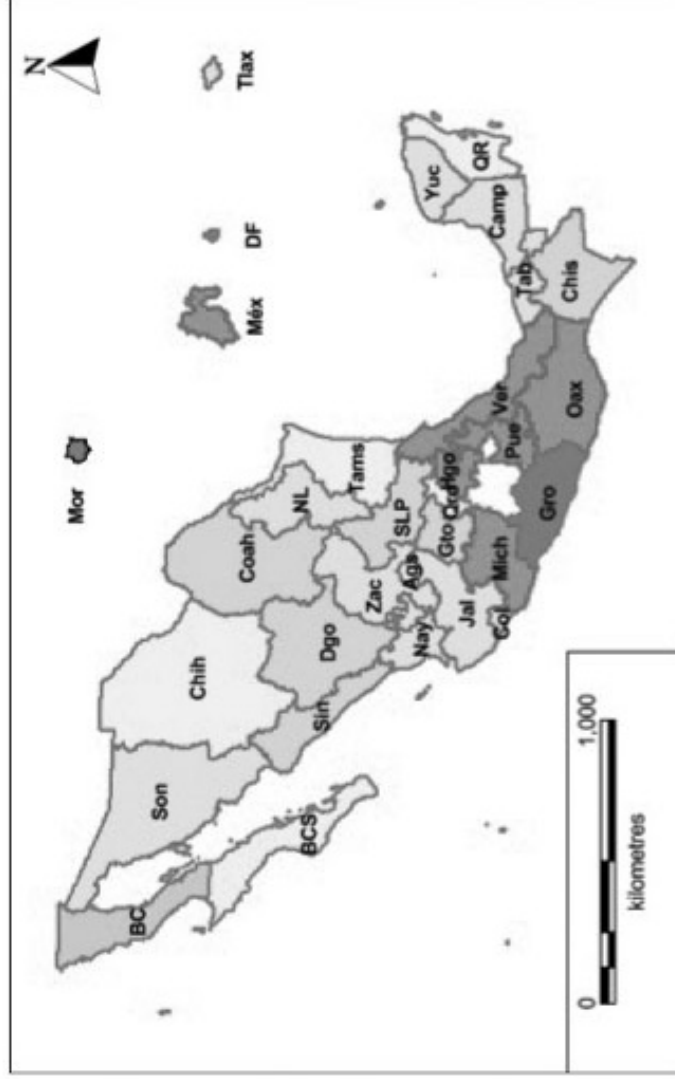 N
Tlax
DF
Méx
Mor
BC
Son
Chih
Coah
NL
Tams
BCS
Sin
Dgo
Zac
SLP
Nay
Ags
Jal
Gto
Qro
Hgo
Col
Mich
Gro
Pue
Ver
Oax
Tab
Chis
Camp
Yuc
QR
0
1,000
kilometres